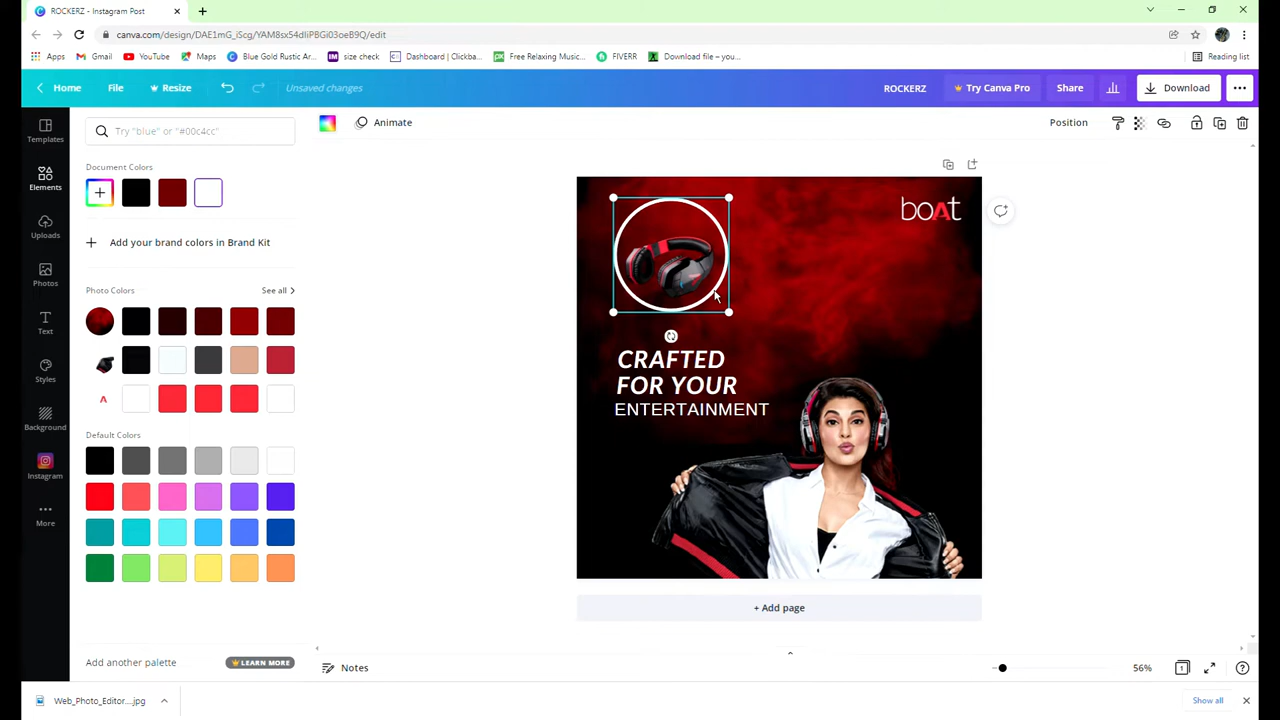 ROCKERZ - Instagram Post
canva.com/design/DAE1mG_iScg/YAM8sx54dIiPBGi03oeB9Q/edit
Apps
Gmail
YouTube
Maps
Blue Gold Rustic Ar...
size check
Dashboard | Clickba...
Free Relaxing Music...
FIVERR
Download file – you...
Reading list
Home
File
Resize
Unsaved changes
ROCKERZ
Try Canva Pro
Share
Download
Animate
Position
Templates
Elements
Uploads
Photos
Text
Styles
Background
Instagram
More
Try "blue" or "#00c4cc"
Document Colors
Add your brand colors in Brand Kit
Photo Colors
See all
Default Colors
Add another palette
LEARN MORE
boAt
CRAFTED
FOR YOUR
ENTERTAINMENT
+ Add page
Notes
56%
1
Web_Photo_Editor....jpg
Show all